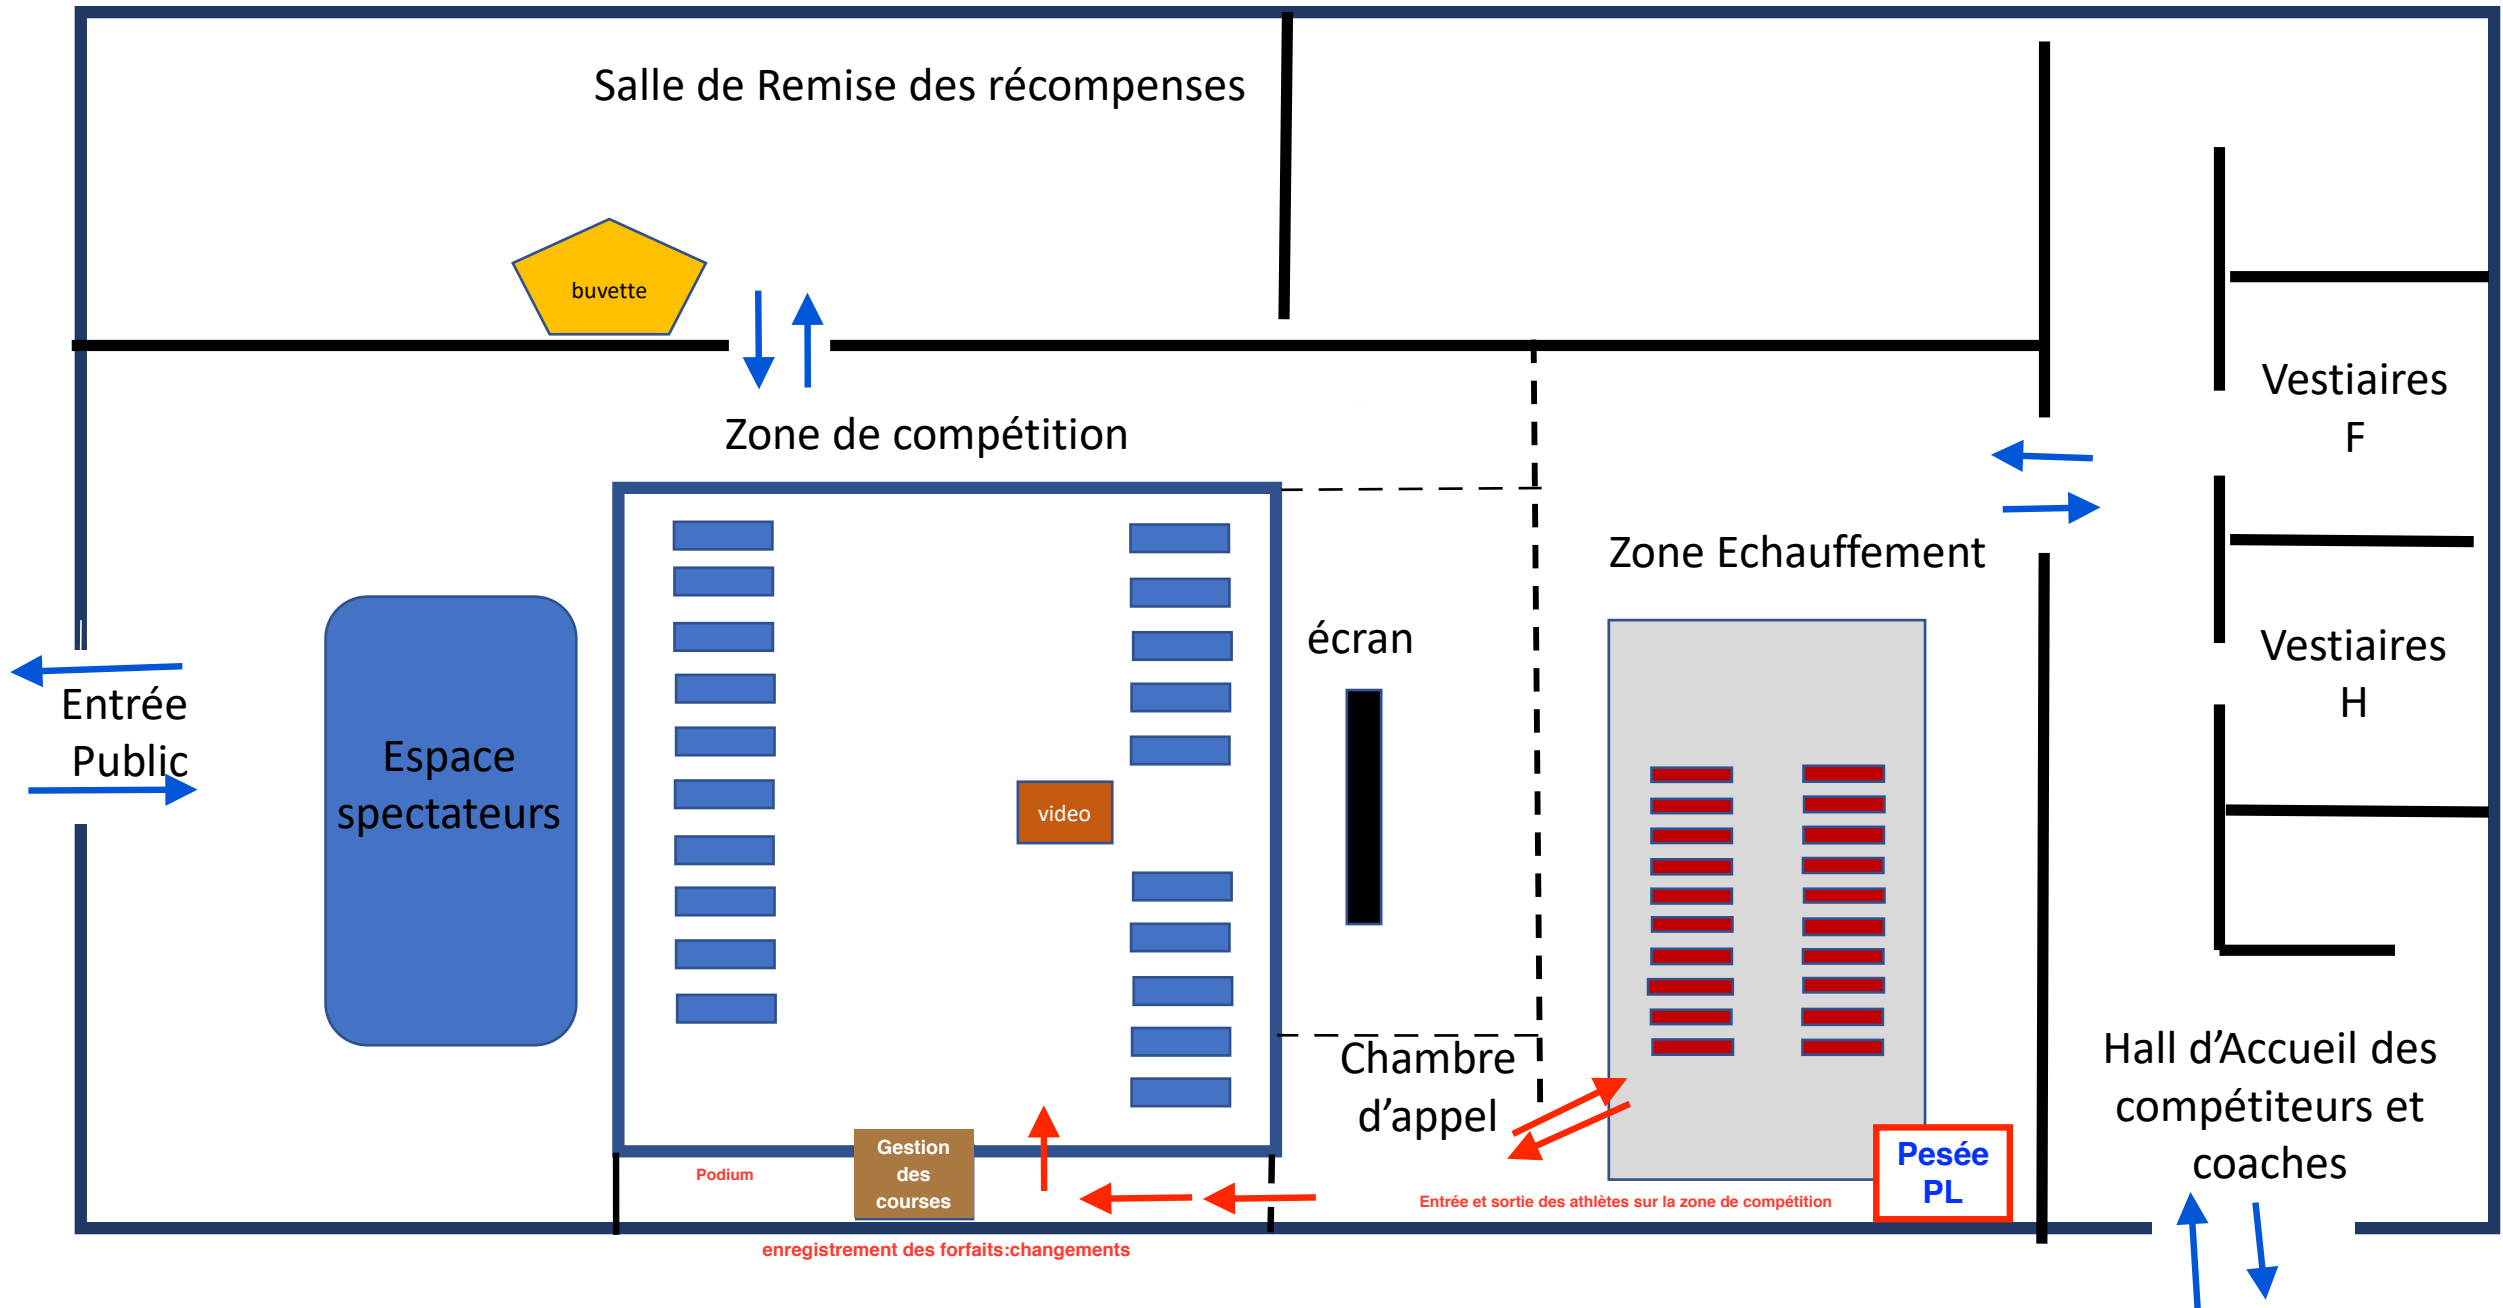 Salle de Remise des récompenses
buvette
Zone de compétition
Vestiaires
F
Zone Echauffement
écran
Vestiaires
H
Entrée
Public
Espace
spectateurs
video
Chambre
d’appel
Hall d’Accueil des
compétiteurs et
coaches
Gestion
des
courses
Podium
Pesée
PL
Entrée et sortie des athlètes sur la zone de compétition
enregistrement des forfaits:changements